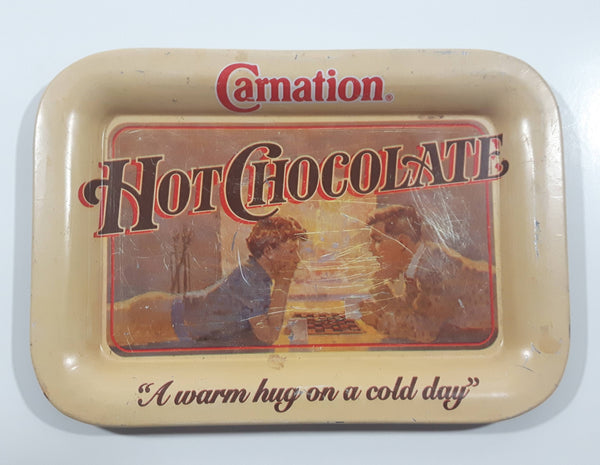 Carnation®
HOT CHOCOLATE
"A warm hug on a cold day"